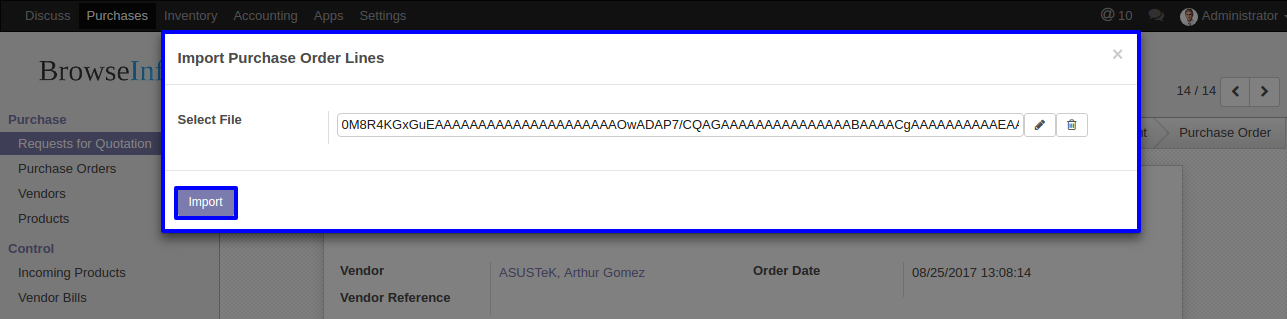 Discuss Purchases Inventory Accounting Apps Settings @ 10 Administrator
Import Purchase Order Lines ×
BrowseInf
14 / 14
Purchase
Select File 0M8R4KGxGuEAAAAAAAAAAAAAAAAAAAAAOwADAP7/CQAGAAAAAAAAAAAAAAABAAAACgAAAAAAAAAAEAA
Purchase Order
Requests for Quotation
Purchase Orders
Vendors
Import
Products
Control
Incoming Products
Vendor ASUSTeK, Arthur Gomez Order Date 08/25/2017 13:08:14
Vendor Bills
Vendor Reference